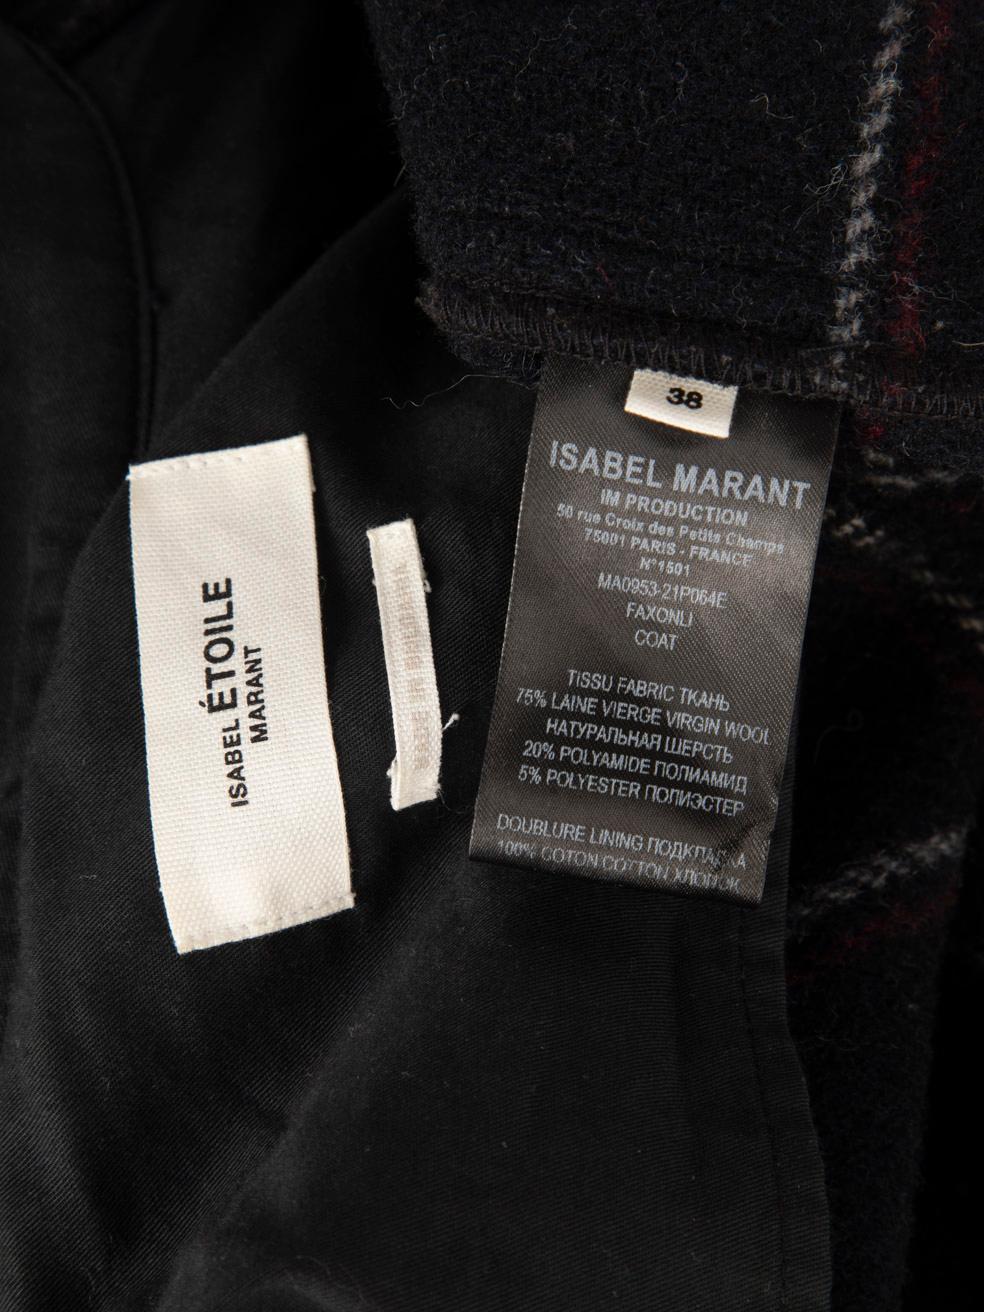 ISABEL ÉTOILE
MARANT
38
ISABEL MARANT
IM PRODUCTION
50 rue Croix des Petits Champs
75001 PARIS - FRANCE
N°1501
MA0953-21P064E
FAXONLI
COAT
TISSU FABRIC ТКАНЬ
75% LAINE VIERGE VIRGIN WOOL
НАТУРАЛЬНАЯ ШЕРСТЬ
20% POLYAMIDE ПОЛИАМИД
5% POLYESTER ПОЛИЭСТЕР
DOUBLURE LINING ПОДКЛАДКА
100% COTON COTTON ХЛОПОК